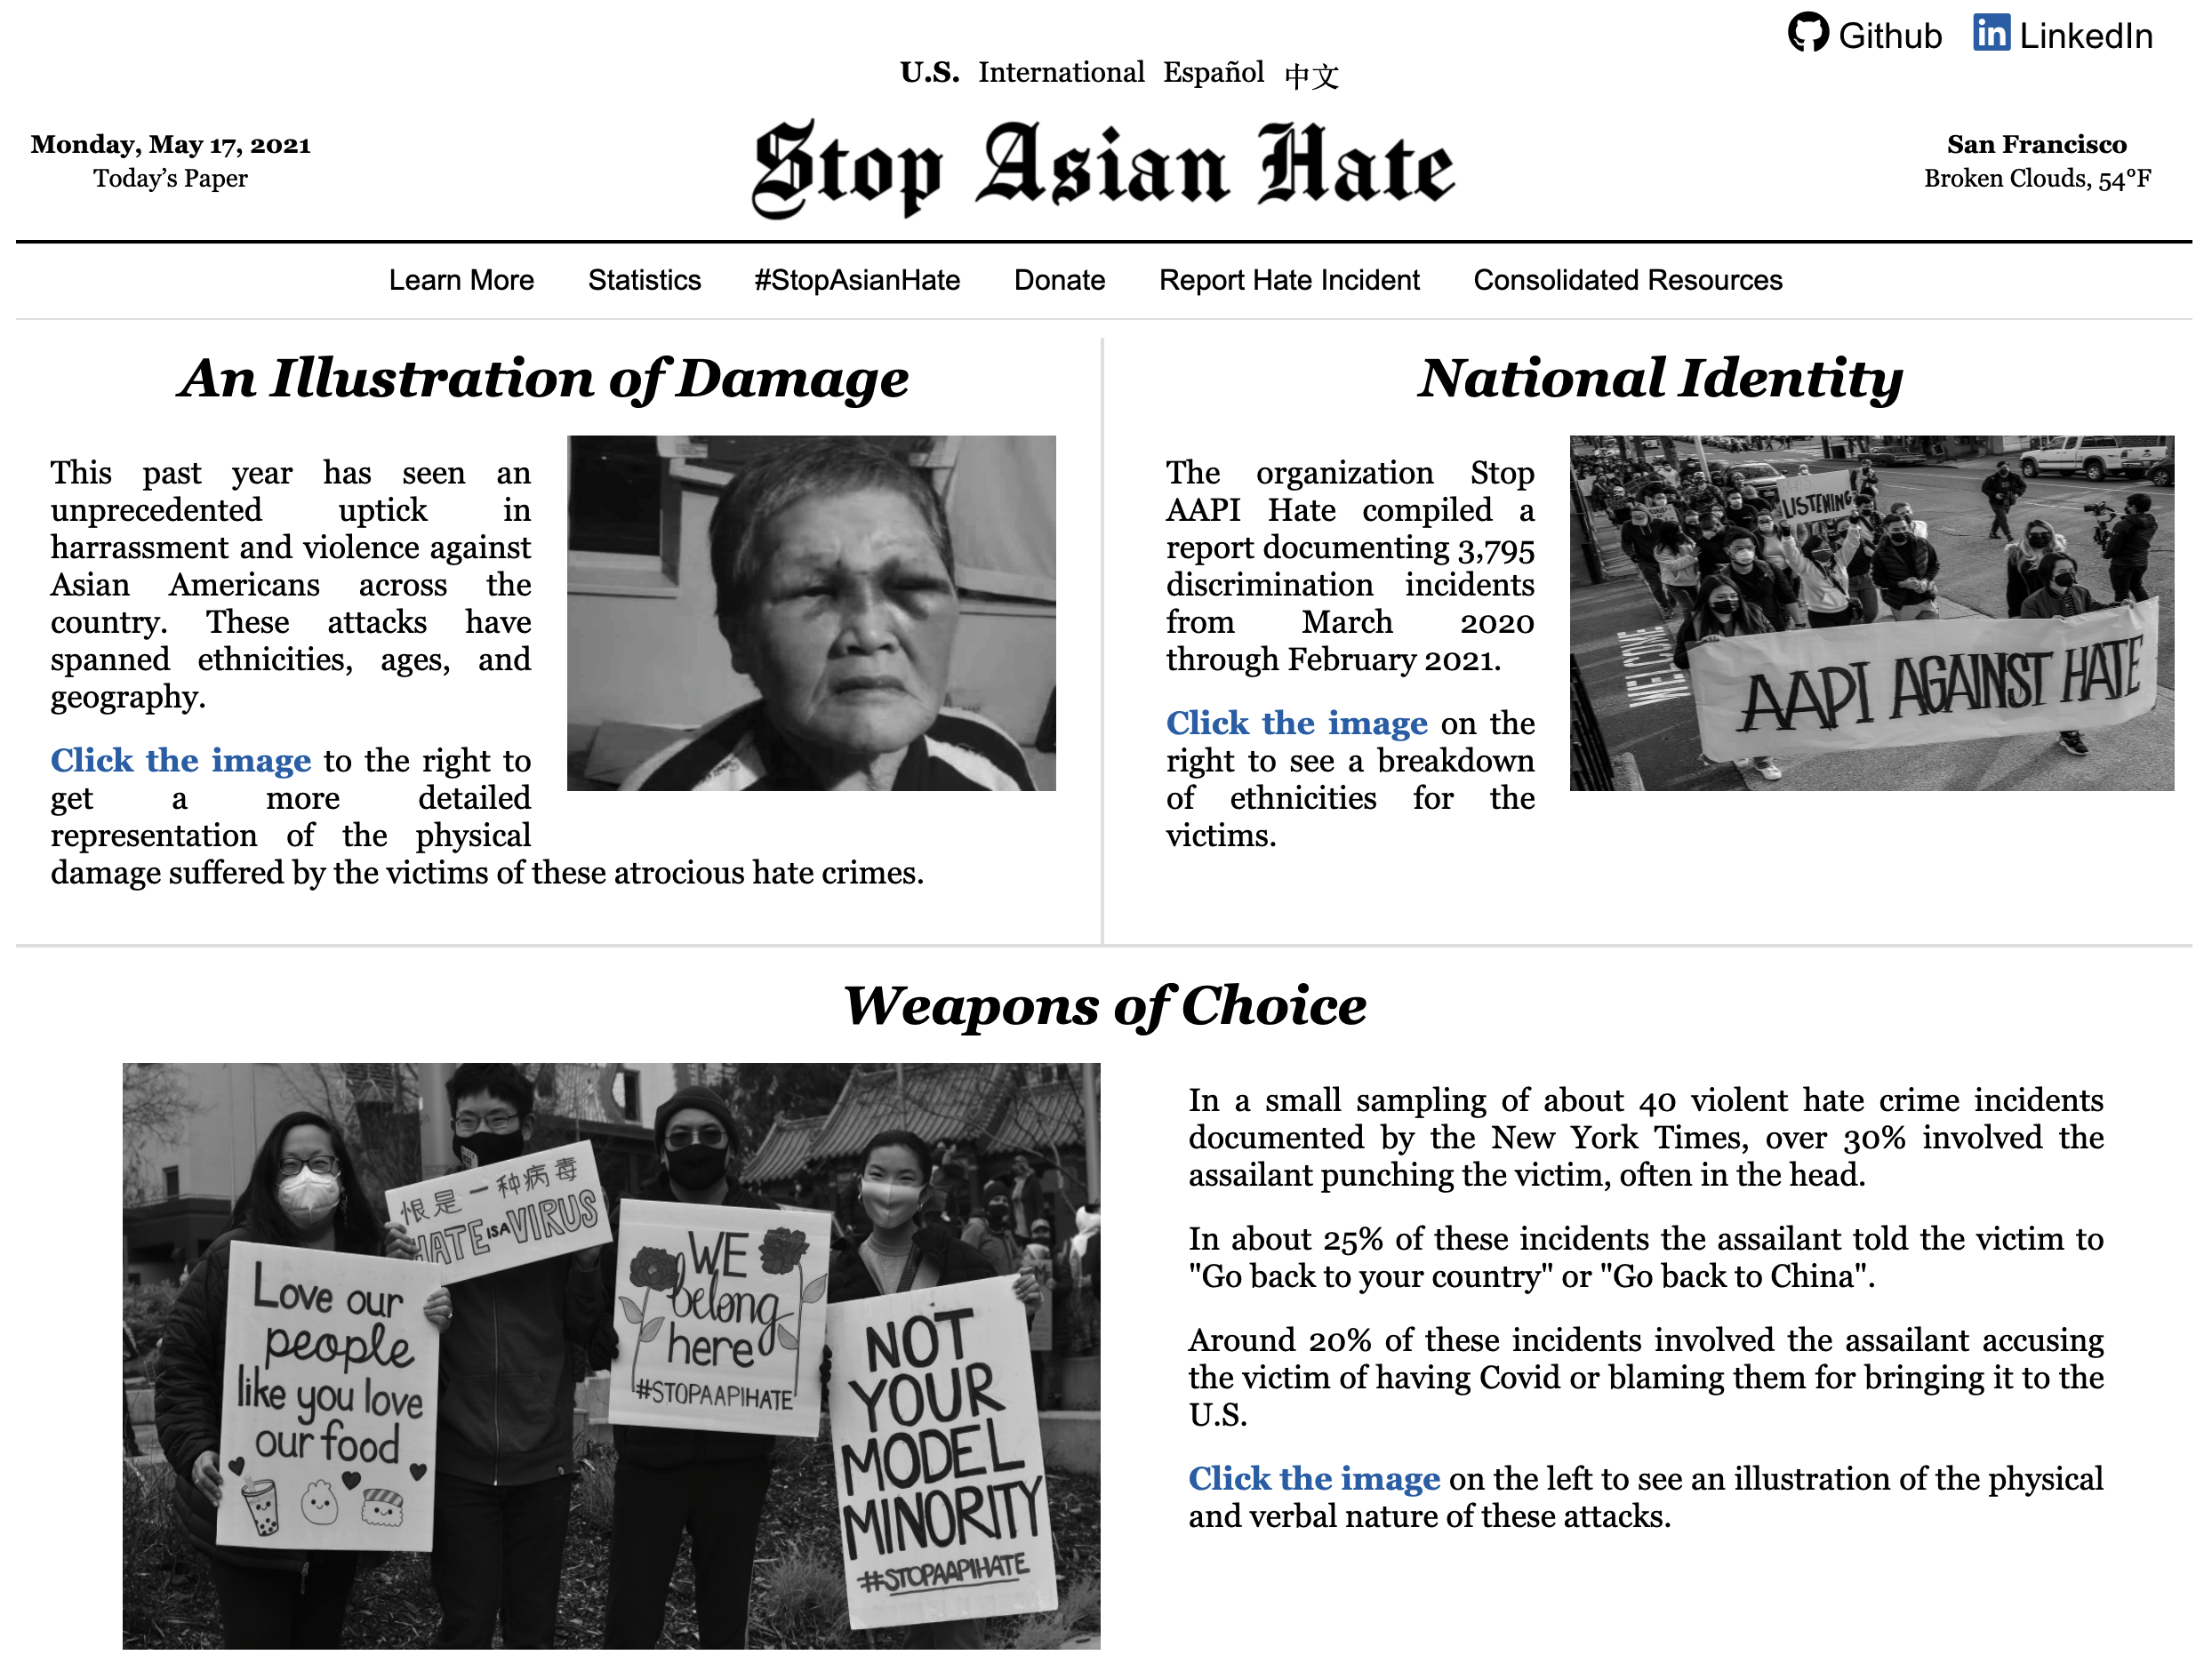 Github LinkedIn
U.S. International Español 中文
Monday, May 17, 2021
Today's Paper
Stop Asian Hate
San Francisco
Broken Clouds, 54°F
Learn More Statistics #StopAsianHate Donate Report Hate Incident Consolidated Resources
An Illustration of Damage
This past year has seen an
unprecedented uptick in
harrassment and violence against
Asian Americans across the
country. These attacks have
spanned ethnicities, ages, and
geography.
Click the image to the right to
get a more detailed
representation of the physical
damage suffered by the victims of these atrocious hate crimes.
National Identity
The organization Stop
AAPI Hate compiled a
report documenting 3,795
discrimination incidents
from March 2020
through February 2021.
Click the image on the
right to see a breakdown
of ethnicities for the
victims.
LISTENING
WELCOME
AAPI AGAINST HATE
Weapons of Choice
Love our
people
like you love
our food
恨是一种病毒
HATE IS A VIRUS
WE
belong
here
#STOPAAPIHATE
NOT
YOUR
MODEL
MINORITY
#STOPAAPIHATE
In a small sampling of about 40 violent hate crime incidents
documented by the New York Times, over 30% involved the
assailant punching the victim, often in the head.
In about 25% of these incidents the assailant told the victim to
"Go back to your country" or "Go back to China".
Around 20% of these incidents involved the assailant accusing
the victim of having Covid or blaming them for bringing it to the
U.S.
Click the image on the left to see an illustration of the physical
and verbal nature of these attacks.